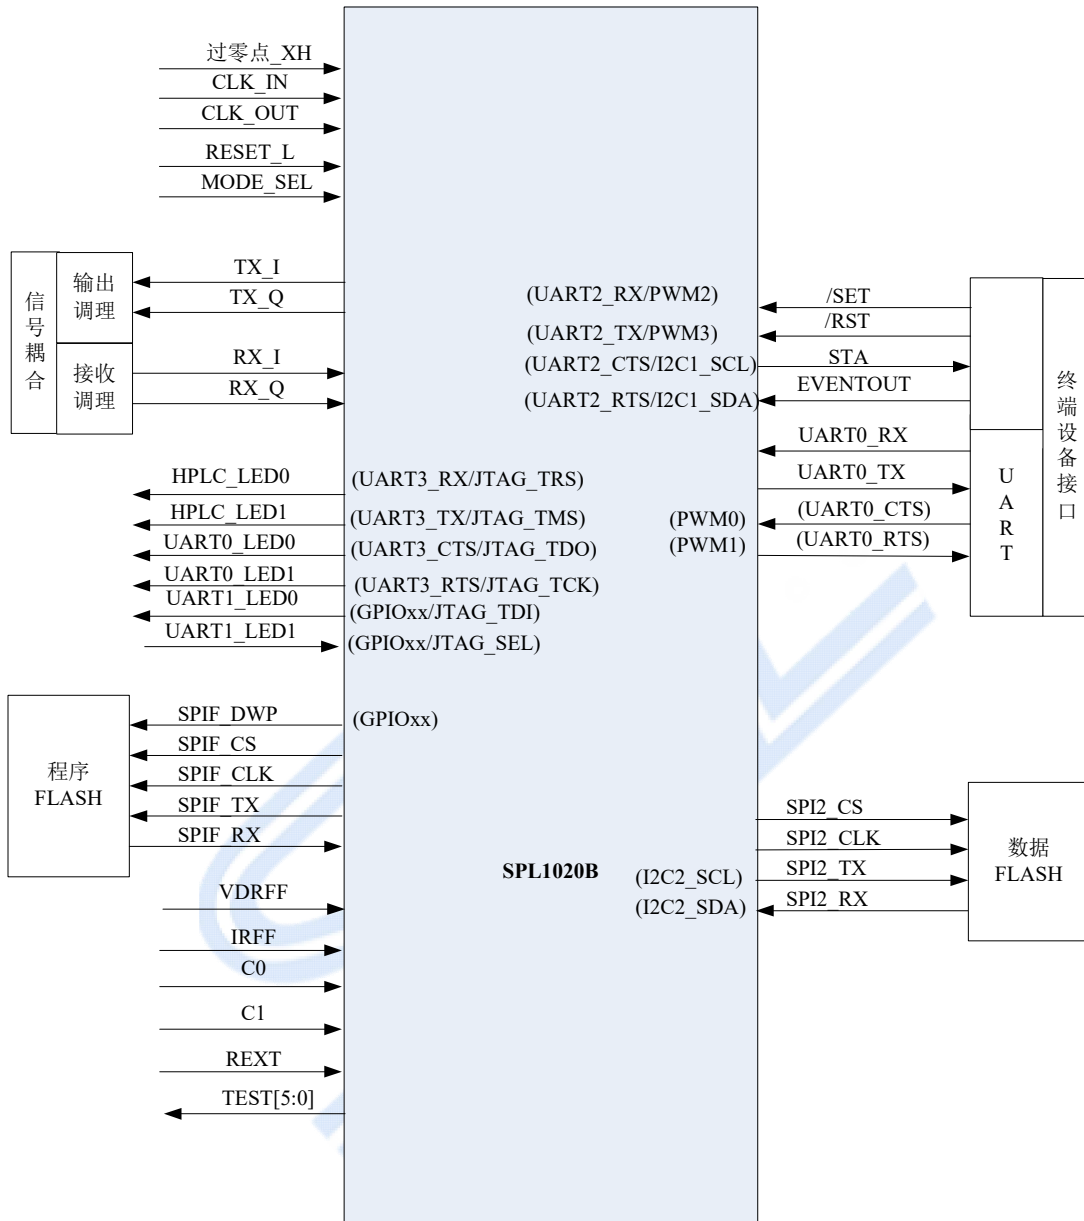 过零点_XH
CLK_IN
CLK_OUT
RESET_L
MODE_SEL
信号耦合
输出调理
接收调理
TX_I
TX_Q
RX_I
RX_Q
HPLC_LED0
(UART3_RX/JTAG_TRS)
HPLC_LED1
(UART3_TX/JTAG_TMS)
UART0_LED0
(UART3_CTS/JTAG_TDO)
UART0_LED1
(UART3_RTS/JTAG_TCK)
UART1_LED0
(GPIOxx/JTAG_TDI)
UART1_LED1
(GPIOxx/JTAG_SEL)
程序
FLASH
SPIF_DWP
(GPIOxx)
SPIF_CS
SPIF_CLK
SPIF_TX
SPIF_RX
VDRFF
IRFF
C0
C1
REXT
TEST[5:0]
SPL1020B
(UART2_RX/PWM2)
/SET
(UART2_TX/PWM3)
/RST
(UART2_CTS/I2C1_SCL)
STA
(UART2_RTS/I2C1_SDA)
EVENTOUT
UART0_RX
UART0_TX
(PWM0)
(UART0_CTS)
(PWM1)
(UART0_RTS)
UART
终端设备接口
SPI2_CS
SPI2_CLK
(I2C2_SCL)
SPI2_TX
(I2C2_SDA)
SPI2_RX
数据
FLASH